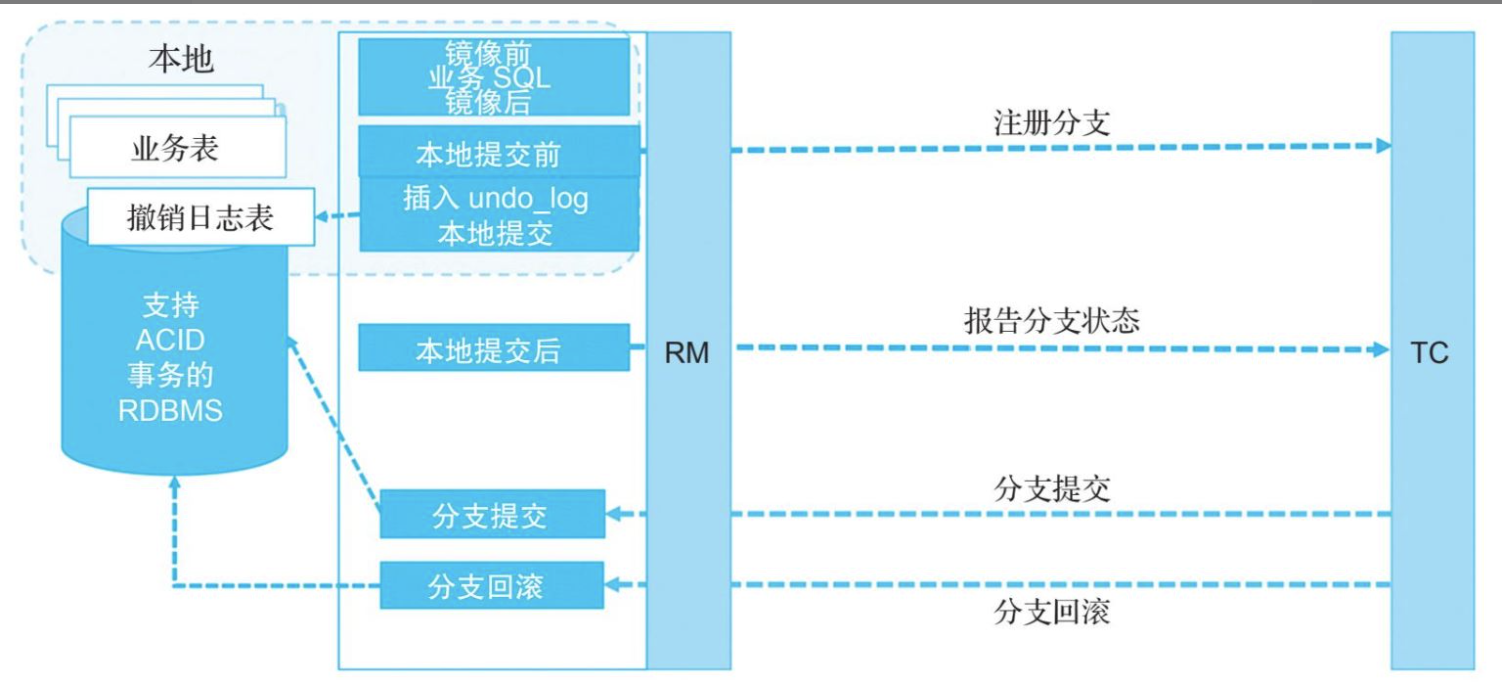 本地
业务表
撤销日志表
支持
ACID
事务的
RDBMS
镜像前
业务 SQL
镜像后
本地提交前
插入 undo_log
本地提交
本地提交后
分支提交
分支回滚
RM
注册分支
报告分支状态
分支提交
分支回滚
TC